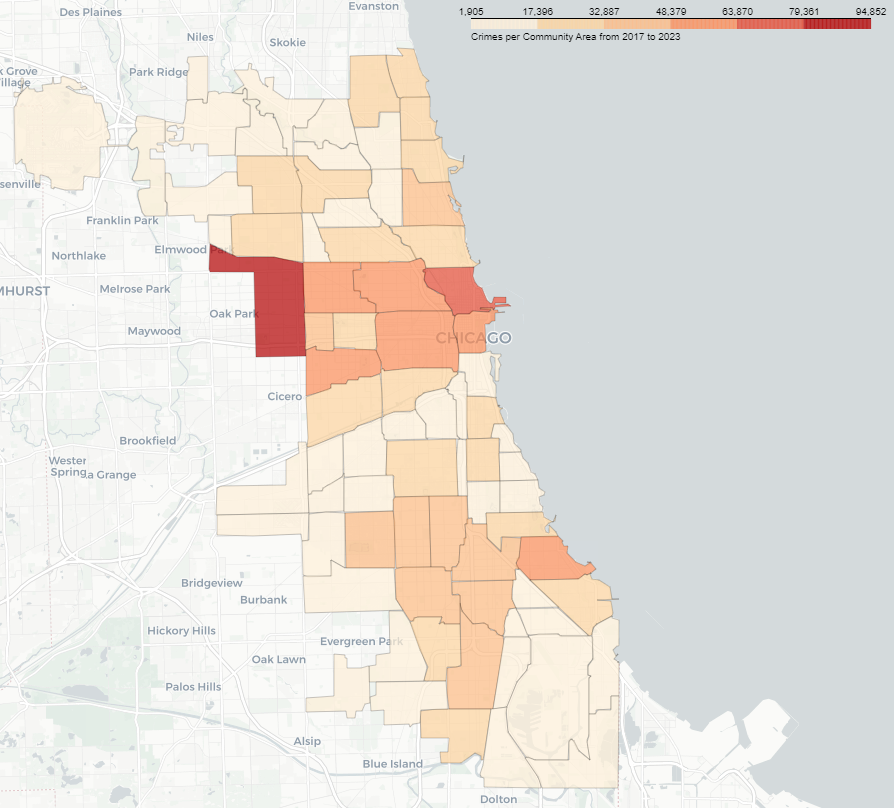 Des Plaines
Evanston
1,905 17,396 32,887 48,379 63,870 79,361 94,852
Crimes per Community Area from 2017 to 2023
Niles
Skokie
k Grove
illage
Park Ridge
senville
Franklin Park
Elmwood Park
Northlake
MHURST
Melrose Park
Oak Park
Maywood
CHICAGO
Cicero
Brookfield
Western
Springs
La Grange
Bridgeview
Burbank
Hickory Hills
Evergreen Park
Oak Lawn
Palos Hills
Alsip
Blue Island
Dolton